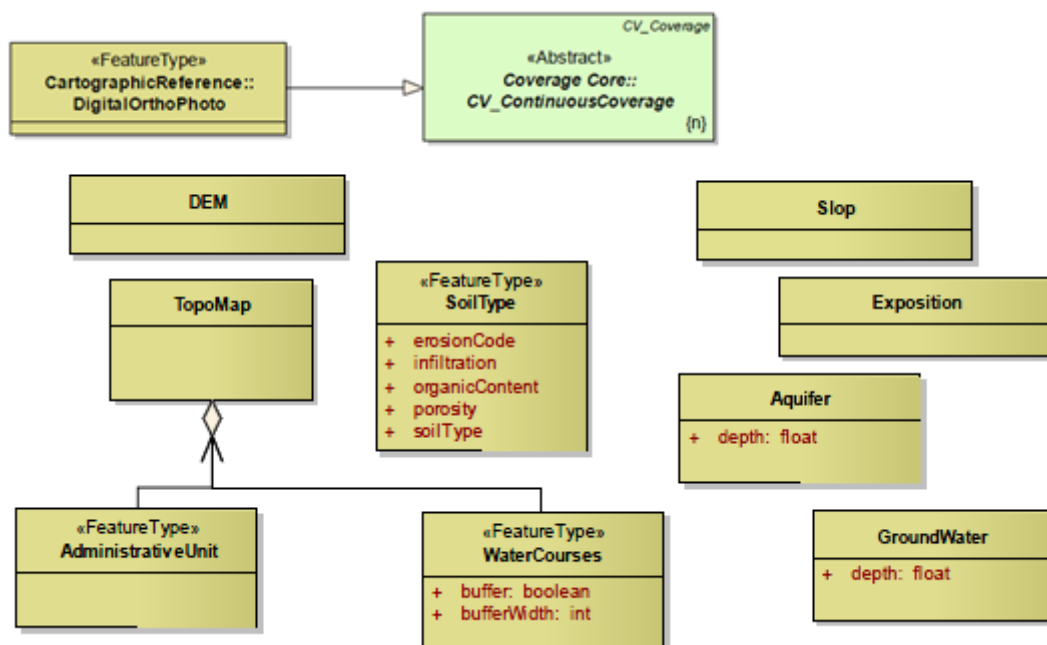 «FeatureType»
CartographicReference::
DigitalOrthoPhoto
CV_Coverage
«Abstract»
Coverage Core::
CV_ContinuousCoverage
{n}
DEM
Slop
TopoMap
«FeatureType»
SoilType
+ erosionCode
+ infiltration
+ organicContent
+ porosity
+ soilType
Exposition
Aquifer
+ depth: float
«FeatureType»
AdministrativeUnit
«FeatureType»
WaterCourses
+ buffer: boolean
+ bufferWidth: int
GroundWater
+ depth: float